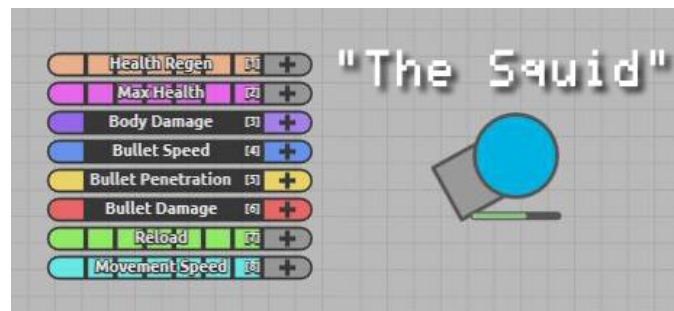 Health Regen [1] +
Max Health [2] +
Body Damage [3] +
Bullet Speed [4] +
Bullet Penetration [5] +
Bullet Damage [6] +
Reload [7] +
Movement Speed [8] +
"The Squid"